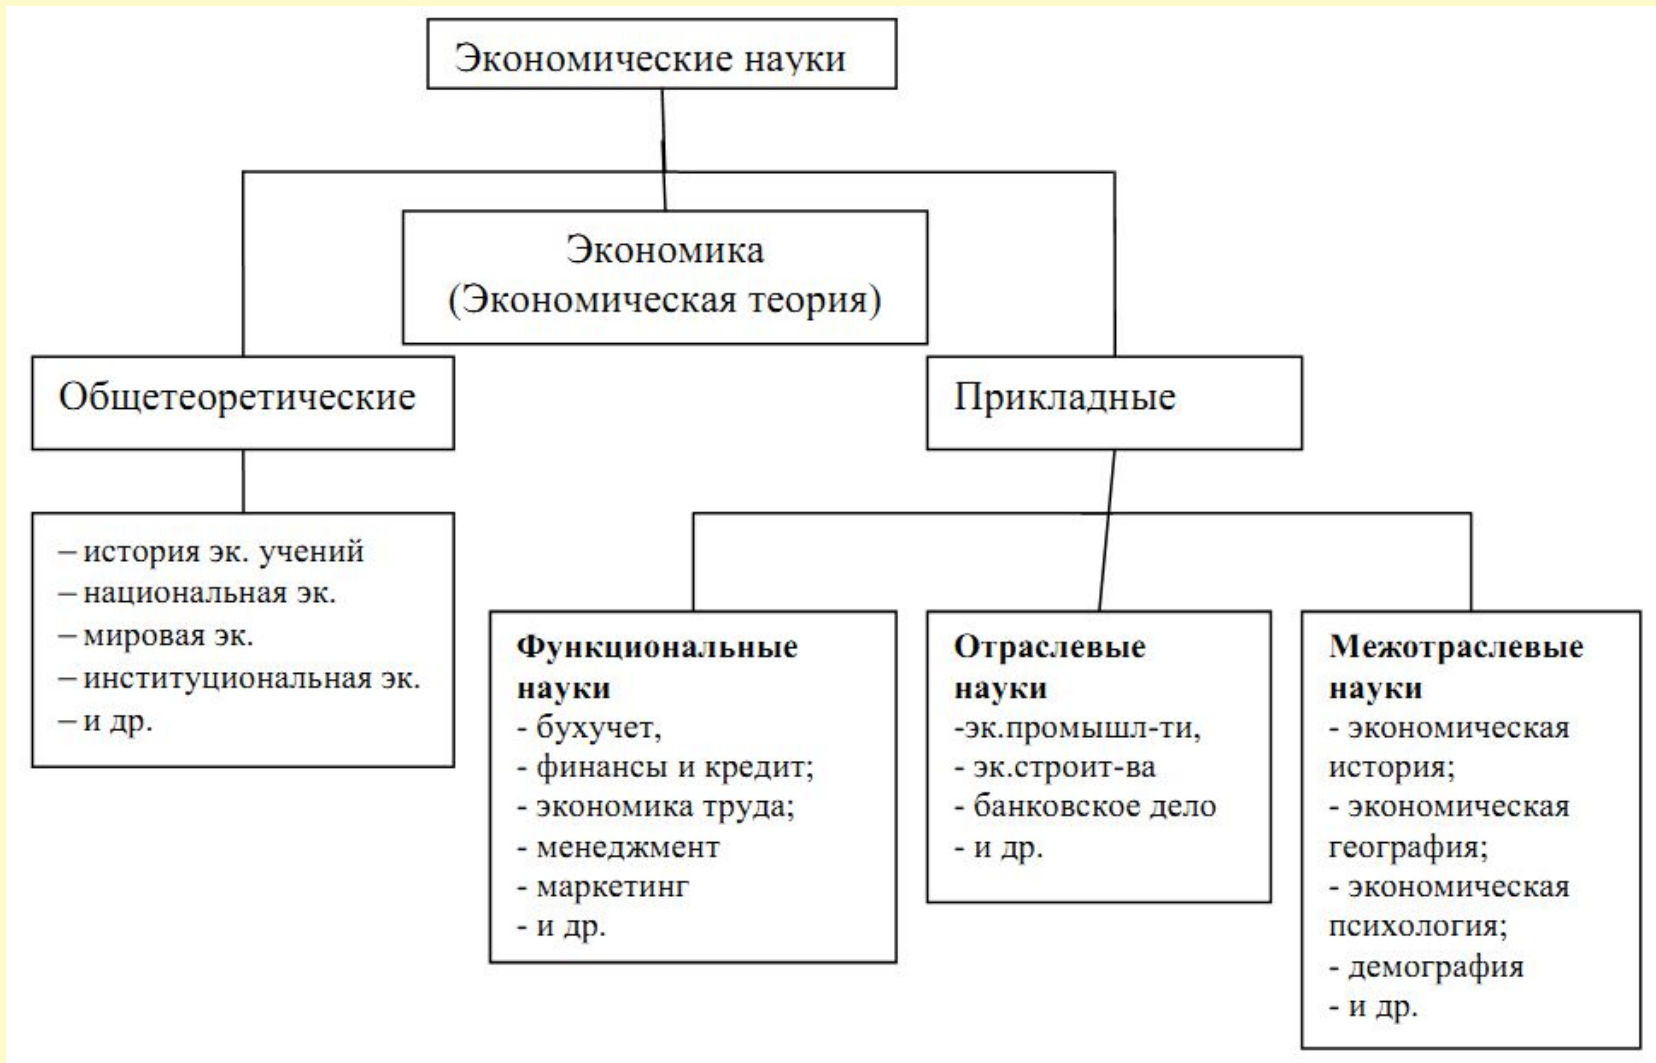 Экономические науки
Экономика
(Экономическая теория)
Общетеоретические
Прикладные
– история эк. учений
– национальная эк.
– мировая эк.
– институциональная эк.
– и др.
Функциональные
науки
- бухучет,
- финансы и кредит;
- экономика труда;
- менеджмент
- маркетинг
- и др.
Отраслевые
науки
-эк.промышл-ти,
- эк.строит-ва
- банковское дело
- и др.
Межотраслевые
науки
- экономическая
история;
- экономическая
география;
- экономическая
психология;
- демография
- и др.